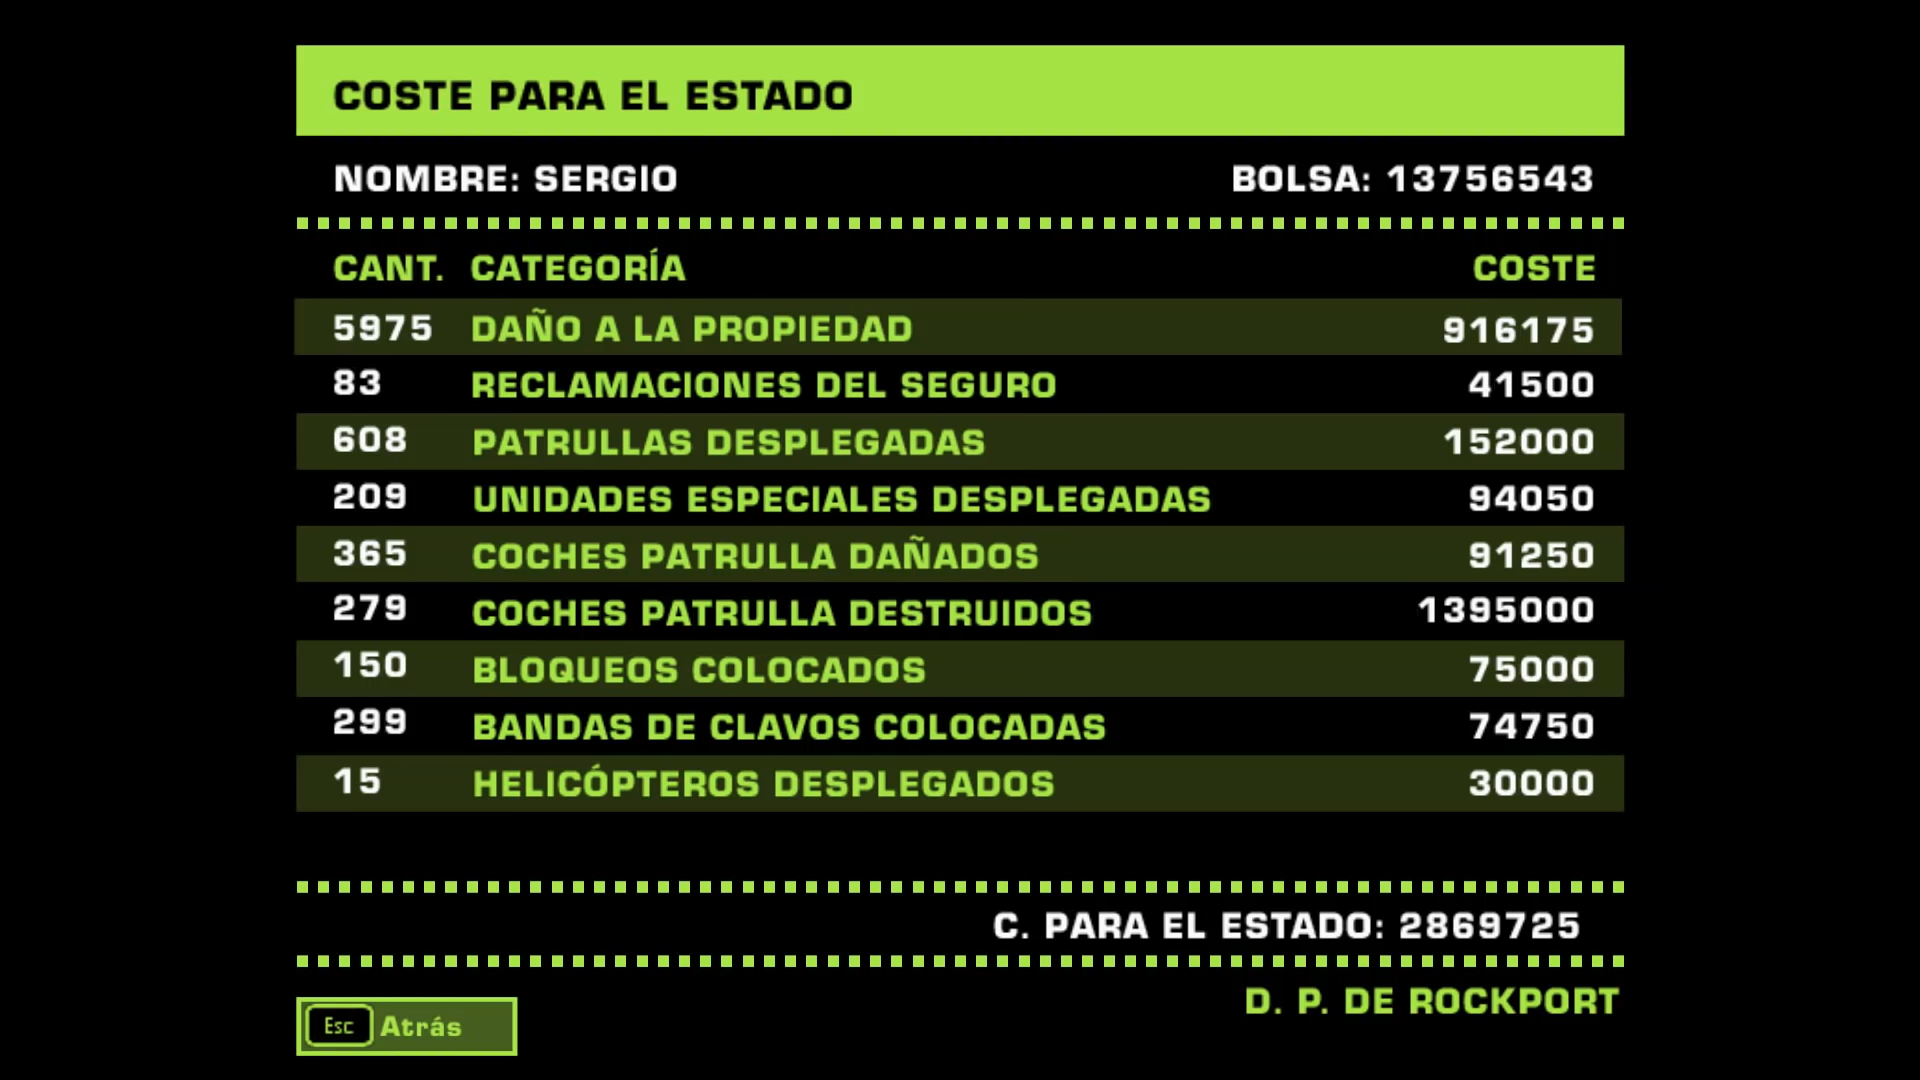 COSTE PARA EL ESTADO
NOMBRE: SERGIO BOLSA: 13756543
CANT. CATEGORÍA COSTE
5975 DAÑO A LA PROPIEDAD 916175
83 RECLAMACIONES DEL SEGURO 41500
608 PATRULLAS DESPLEGADAS 152000
209 UNIDADES ESPECIALES DESPLEGADAS 94050
365 COCHES PATRULLA DAÑADOS 91250
279 COCHES PATRULLA DESTRUIDOS 1395000
150 BLOQUEOS COLOCADOS 75000
299 BANDAS DE CLAVOS COLOCADAS 74750
15 HELICÓPTEROS DESPLEGADOS 30000
C. PARA EL ESTADO: 2869725
D. P. DE ROCKPORT
Esc Atrás